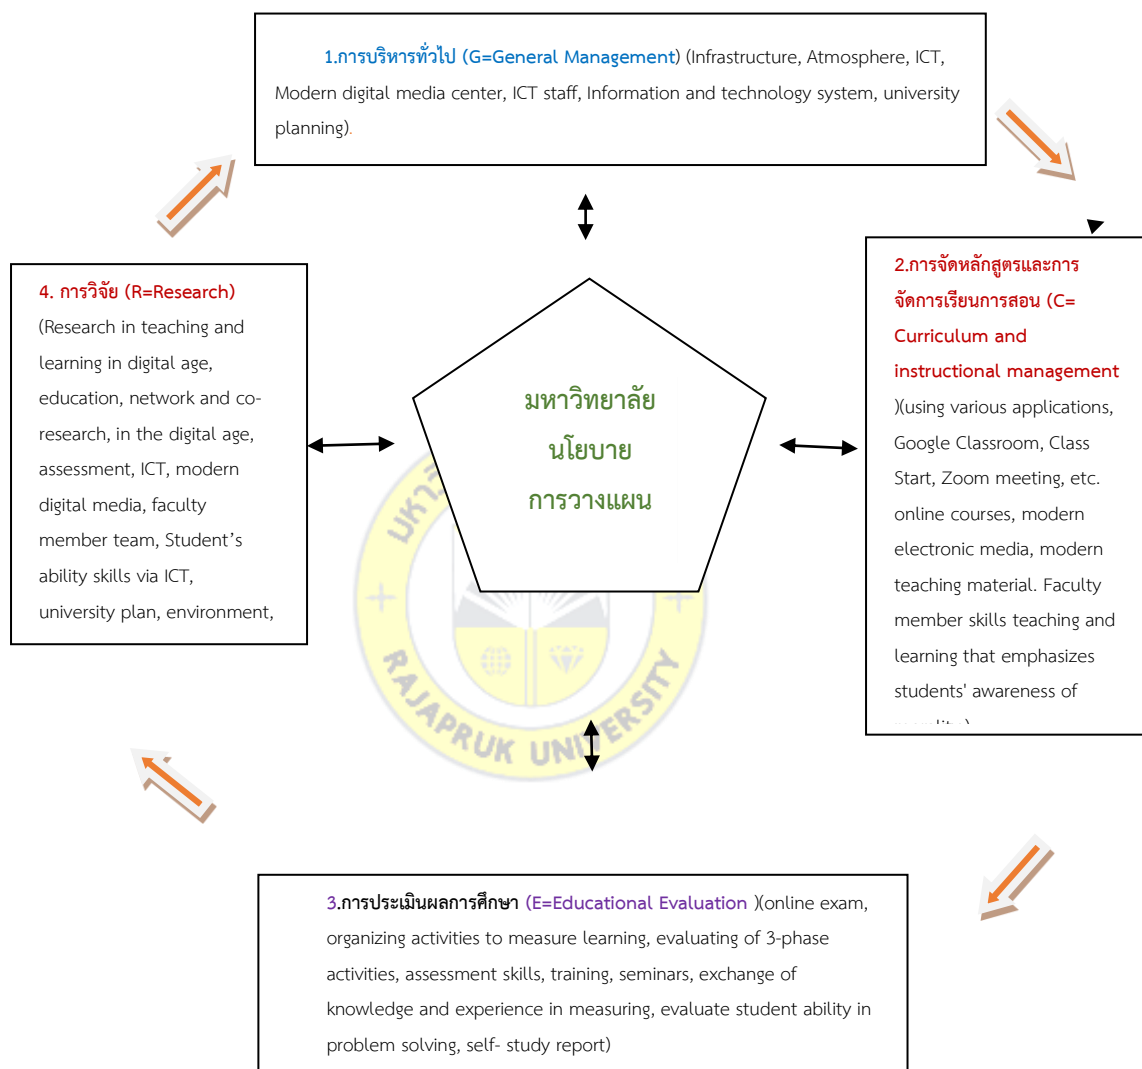 1.การบริหารทั่วไป (G=General Management) (Infrastructure, Atmosphere, ICT,
Modern digital media center, ICT staff, Information and technology system, university
planning).
2.การจัดหลักสูตรและการ
จัดการเรียนการสอน (C=
Curriculum and
instructional management
)(using various applications,
Google Classroom, Class
Start, Zoom meeting, etc.
online courses, modern
electronic media, modern
teaching material. Faculty
member skills teaching and
learning that emphasizes
students' awareness of
4. การวิจัย (R=Research)
(Research in teaching and
learning in digital age,
education, network and co-
research, in the digital age,
assessment, ICT, modern
digital media, faculty
member team, Student’s
ability skills via ICT,
university plan, environment,
มหาวิทยาลัย
นโยบาย
การวางแผน
RAJAPRUK UNIVERSITY
3.การประเมินผลการศึกษา (E=Educational Evaluation )(online exam,
organizing activities to measure learning, evaluating of 3-phase
activities, assessment skills, training, seminars, exchange of
knowledge and experience in measuring, evaluate student ability in
problem solving, self- study report)